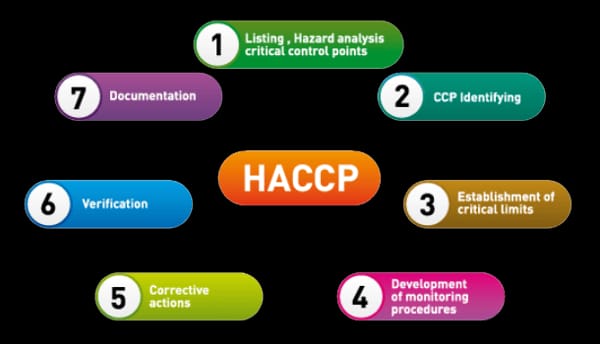 1
Listing , Hazard analysis
critical control points
2
CCP Identifying
3
Establishment of
critical limits
4
Development
of monitoring
procedures
5
Corrective
actions
6
Verification
7
Documentation
HACCP